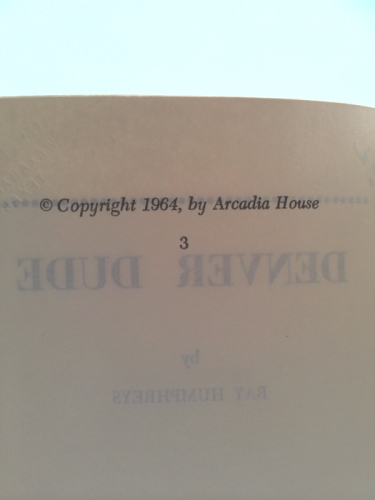 © Copyright 1964, by Arcadia House
3
DENVER DUDE
by
RAY HUMPHREYS